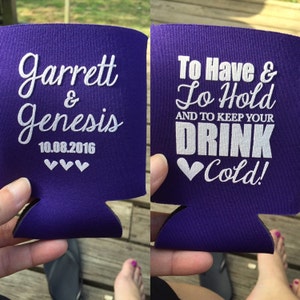 Garrett
&
Genesis
10.08.2016
To Have &
To Hold
AND TO KEEP YOUR
DRINK
Cold!